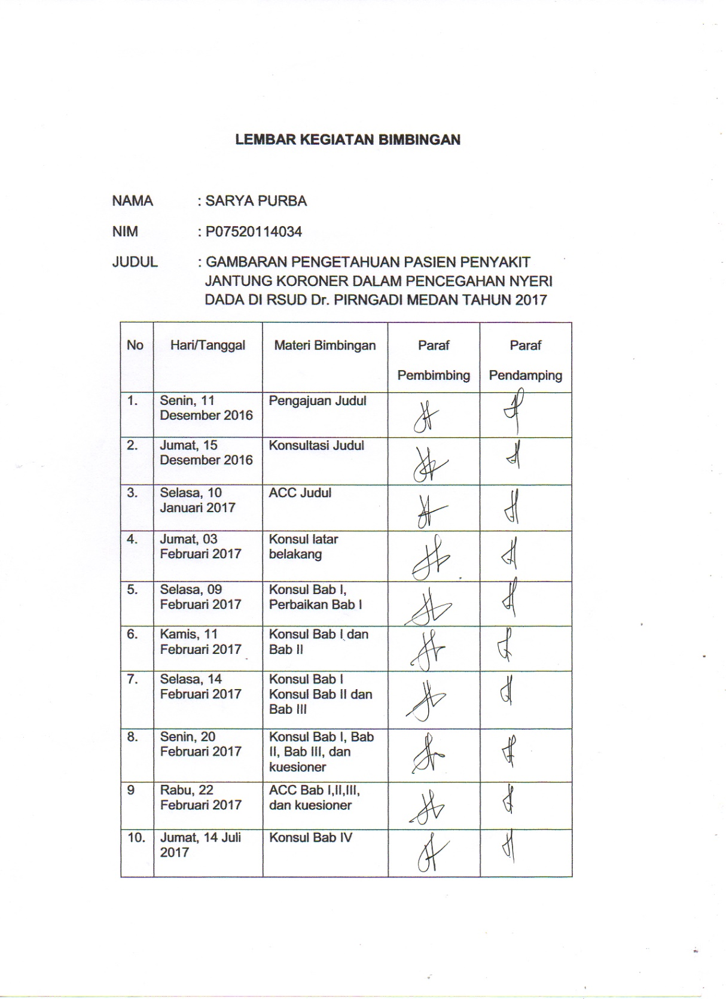 LEMBAR KEGIATAN BIMBINGAN
NAMA : SARYA PURBA
NIM : P07520114034
JUDUL : GAMBARAN PENGETAHUAN PASIEN PENYAKIT
JANTUNG KORONER DALAM PENCEGAHAN NYERI
DADA DI RSUD Dr. PIRNGADI MEDAN TAHUN 2017
No Hari/Tanggal Materi Bimbingan Paraf Paraf
Pembimbing Pendamping
1. Senin, 11 Pengajuan Judul
Desember 2016
2. Jumat, 15 Konsultasi Judul
Desember 2016
3. Selasa, 10 ACC Judul
Januari 2017
4. Jumat, 03 Konsul latar
Februari 2017 belakang
5. Selasa, 09 Konsul Bab I,
Februari 2017 Perbaikan Bab I
6. Kamis, 11 Konsul Bab I dan
Februari 2017 Bab II
7. Selasa, 14 Konsul Bab I
Februari 2017 Konsul Bab II dan
Bab III
8. Senin, 20 Konsul Bab I, Bab
Februari 2017 II, Bab III, dan
kuesioner
9 Rabu, 22 ACC Bab I,II,III,
Februari 2017 dan kuesioner
10. Jumat, 14 Juli Konsul Bab IV
2017